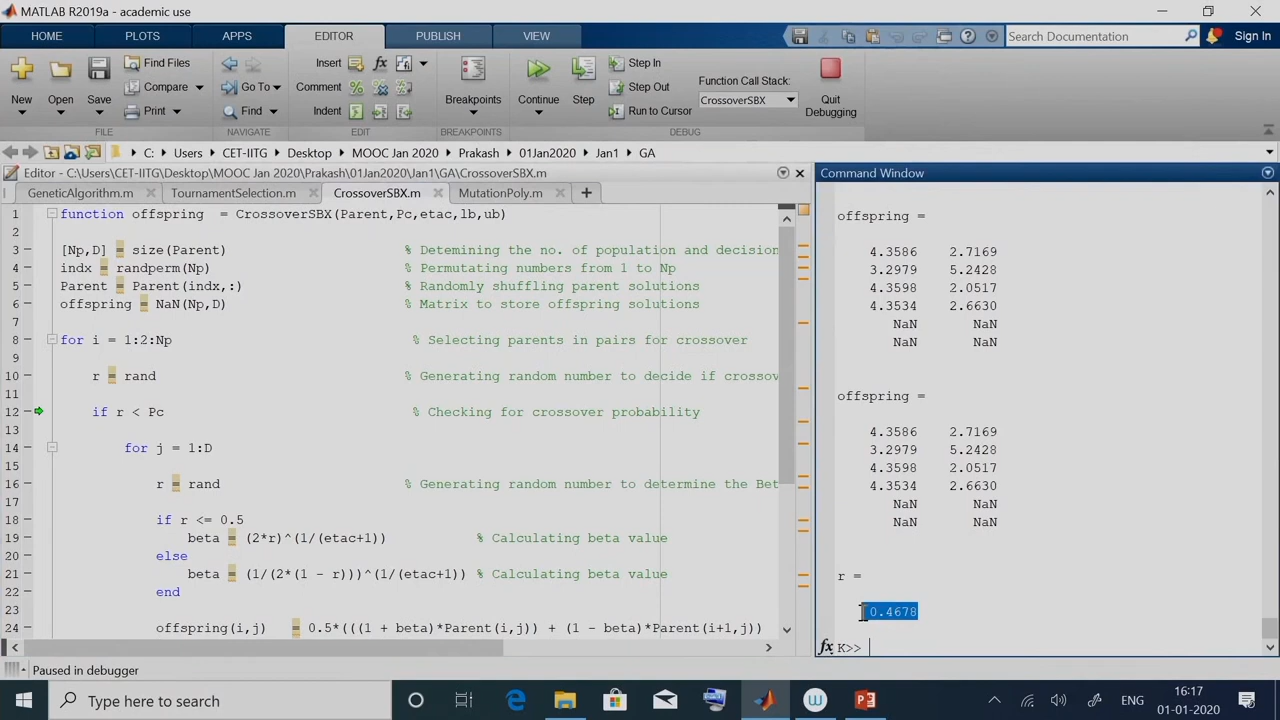 MATLAB R2019a - academic use
HOME PLOTS APPS EDITOR PUBLISH VIEW Search Documentation Sign In
New Open Save Find Files Compare Print
Go To Find
Insert fx Comment % Indent
Breakpoints
Continue Step Step In Step Out Run to Cursor
Function Call Stack:
CrossoverSBX
Quit Debugging
FILE NAVIGATE EDIT BREAKPOINTS DEBUG
C: Users CET-IITG Desktop MOOC Jan 2020 Prakash 01Jan2020 Jan1 GA
Editor - C:\Users\CET-IITG\Desktop\MOOC Jan 2020\Prakash\01Jan2020\Jan1\GA\CrossoverSBX.m
GeneticAlgorithm.m TournamentSelection.m CrossoverSBX.m MutationPoly.m
1 function offspring = CrossoverSBX(Parent,Pc,etac,lb,ub)
2
3 [Np,D] = size(Parent) % Detemining the no. of population and decision
4 indx = randperm(Np) % Permutating numbers from 1 to Np
5 Parent = Parent(indx,:) % Randomly shuffling parent solutions
6 offspring = NaN(Np,D) % Matrix to store offspring solutions
7
8 for i = 1:2:Np % Selecting parents in pairs for crossover
9
10 r = rand % Generating random number to decide if crossov
11
12 if r < Pc % Checking for crossover probability
13
14 for j = 1:D
15
16 r = rand % Generating random number to determine the Bet
17
18 if r <= 0.5
19 beta = (2*r)^(1/(etac+1)) % Calculating beta value
20 else
21 beta = (1/(2*(1 - r)))^(1/(etac+1)) % Calculating beta value
22 end
23
24 offspring(i,j) = 0.5*(((1 + beta)*Parent(i,j)) + (1 - beta)*Parent(i+1,j))
Command Window
offspring =
4.3586 2.7169
3.2979 5.2428
4.3598 2.0517
4.3534 2.6630
NaN NaN
NaN NaN
offspring =
4.3586 2.7169
3.2979 5.2428
4.3598 2.0517
4.3534 2.6630
NaN NaN
NaN NaN
r =
0.4678
fx K>>
Paused in debugger
Type here to search
ENG
16:17
01-01-2020